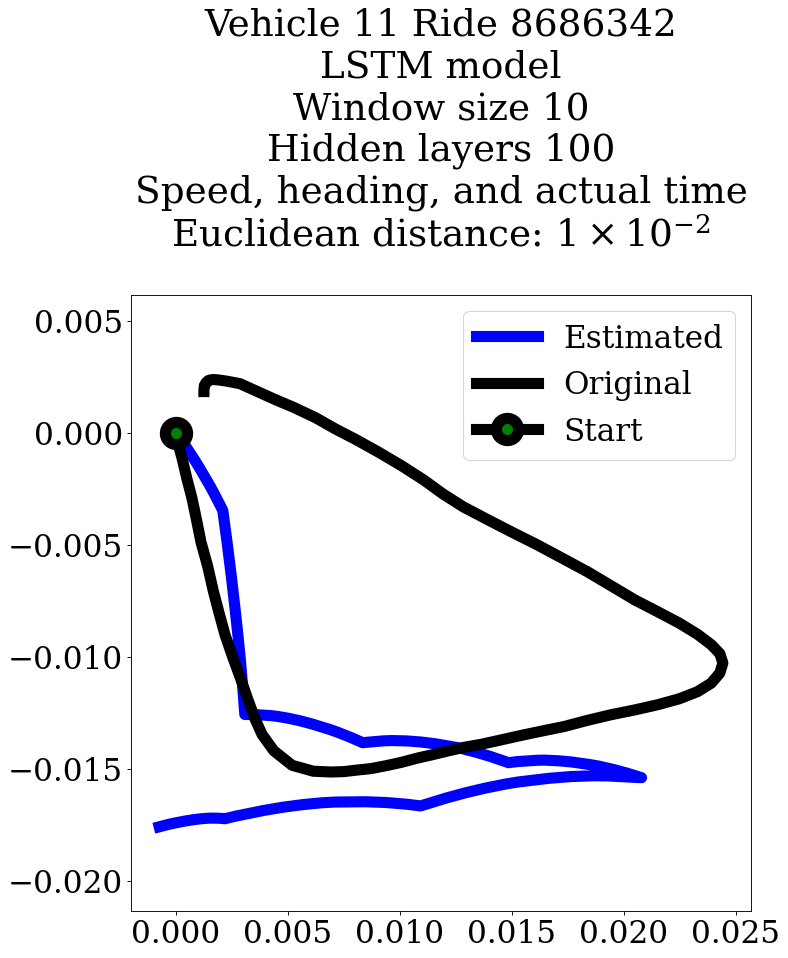 Vehicle 11 Ride 8686342
LSTM model
Window size 10
Hidden layers 100
Speed, heading, and actual time
Euclidean distance: 1 × 10⁻²
Estimated
Original
Start
0.005
0.000
−0.005
−0.010
−0.015
−0.020
0.000 0.005 0.010 0.015 0.020 0.025